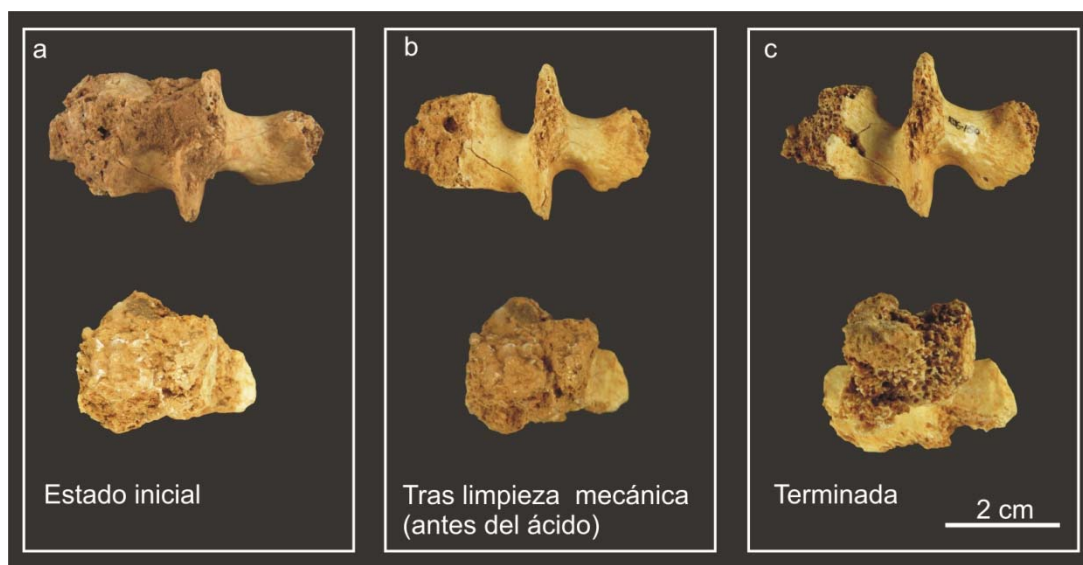 a
b
c
Estado inicial
Tras limpieza mecánica
(antes del ácido)
Terminada
2 cm